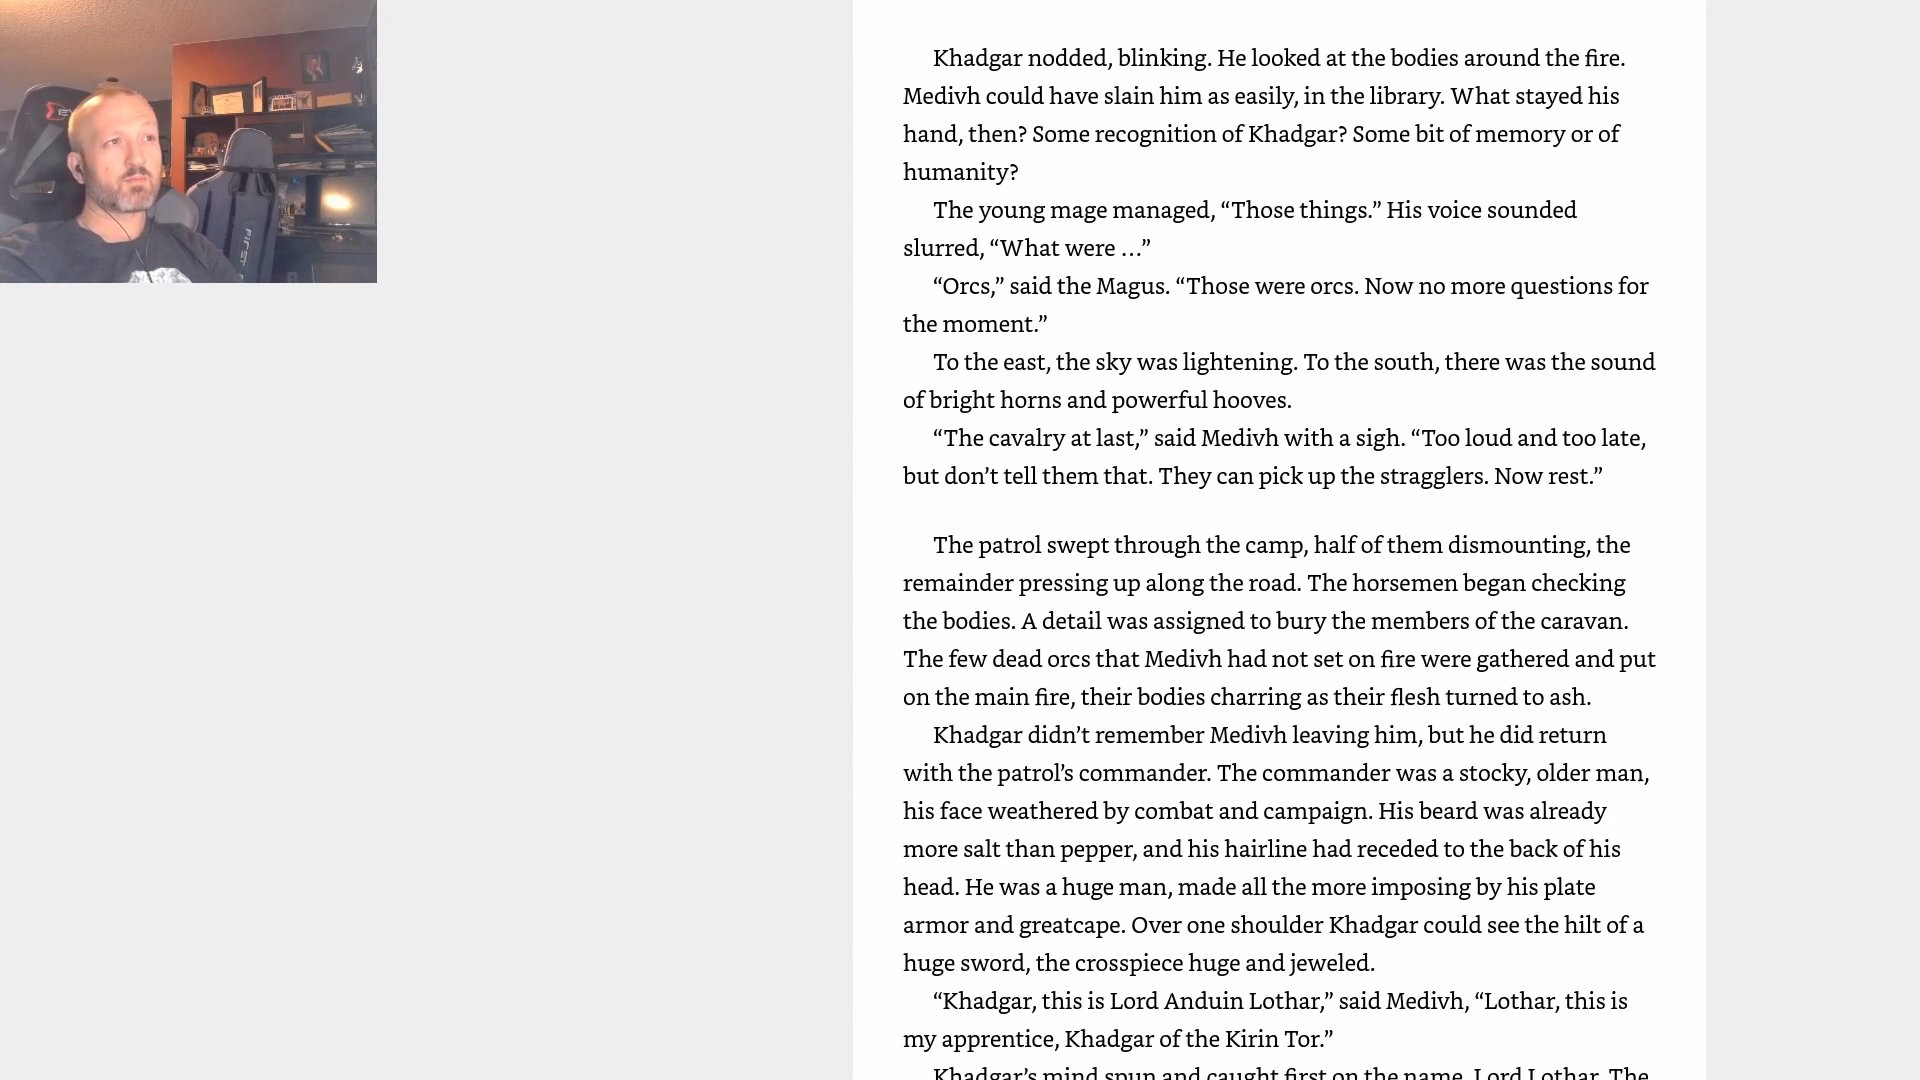 Khadgar nodded, blinking. He looked at the bodies around the fire.
Medivh could have slain him as easily, in the library. What stayed his
hand, then? Some recognition of Khadgar? Some bit of memory or of
humanity?
The young mage managed, “Those things.” His voice sounded
slurred, “What were …”
“Orcs,” said the Magus. “Those were orcs. Now no more questions for
the moment.”
To the east, the sky was lightening. To the south, there was the sound
of bright horns and powerful hooves.
“The cavalry at last,” said Medivh with a sigh. “Too loud and too late,
but don’t tell them that. They can pick up the stragglers. Now rest.”
The patrol swept through the camp, half of them dismounting, the
remainder pressing up along the road. The horsemen began checking
the bodies. A detail was assigned to bury the members of the caravan.
The few dead orcs that Medivh had not set on fire were gathered and put
on the main fire, their bodies charring as their flesh turned to ash.
Khadgar didn’t remember Medivh leaving him, but he did return
with the patrol’s commander. The commander was a stocky, older man,
his face weathered by combat and campaign. His beard was already
more salt than pepper, and his hairline had receded to the back of his
head. He was a huge man, made all the more imposing by his plate
armor and greatcape. Over one shoulder Khadgar could see the hilt of a
huge sword, the crosspiece huge and jeweled.
“Khadgar, this is Lord Anduin Lothar,” said Medivh, “Lothar, this is
my apprentice, Khadgar of the Kirin Tor.”
Khadgar’s mind spun and caught first on the name. Lord Lothar. The